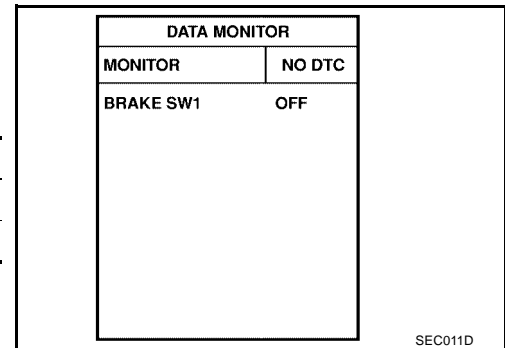 DATA MONITOR
MONITOR NO DTC
BRAKE SW1 OFF
SEC011D